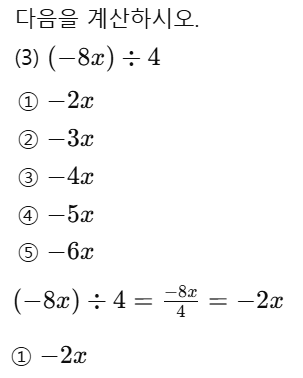 다음을 계산하시오.
(3) (−8x) ÷ 4
① −2x
② −3x
③ −4x
④ −5x
⑤ −6x
(−8x) ÷ 4 = \frac{−8x}{4} = −2x
① −2x